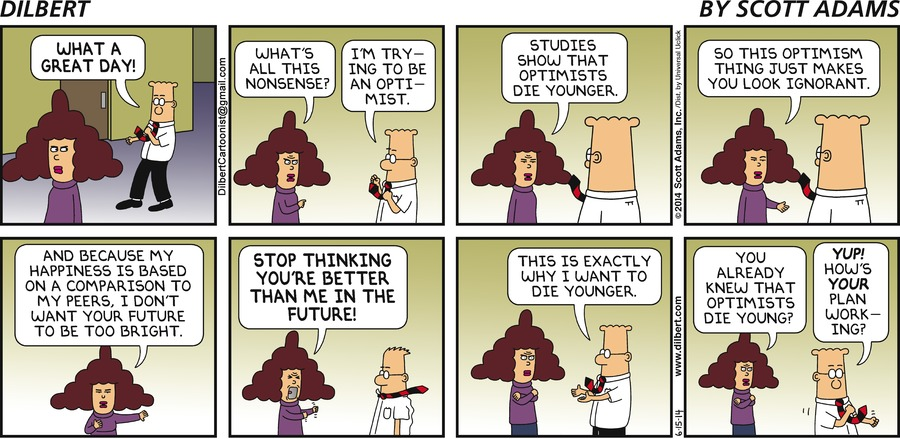 DILBERT
BY SCOTT ADAMS
WHAT A
GREAT DAY!
DilbertCartoonist@gmail.com
WHAT'S
ALL THIS
NONSENSE?
I'M TRY-
ING TO BE
AN OPTI-
MIST.
STUDIES
SHOW THAT
OPTIMISTS
DIE YOUNGER.
©2014 Scott Adams, Inc. /Dist. by Universal Uclick
SO THIS OPTIMISM
THING JUST MAKES
YOU LOOK IGNORANT.
AND BECAUSE MY
HAPPINESS IS BASED
ON A COMPARISON TO
MY PEERS, I DON'T
WANT YOUR FUTURE
TO BE TOO BRIGHT.
STOP THINKING
YOU'RE BETTER
THAN ME IN THE
FUTURE!
THIS IS EXACTLY
WHY I WANT TO
DIE YOUNGER.
6-15-14
www.dilbert.com
YOU
ALREADY
KNEW THAT
OPTIMISTS
DIE YOUNG?
YUP!
HOW'S
YOUR
PLAN
WORK-
ING?